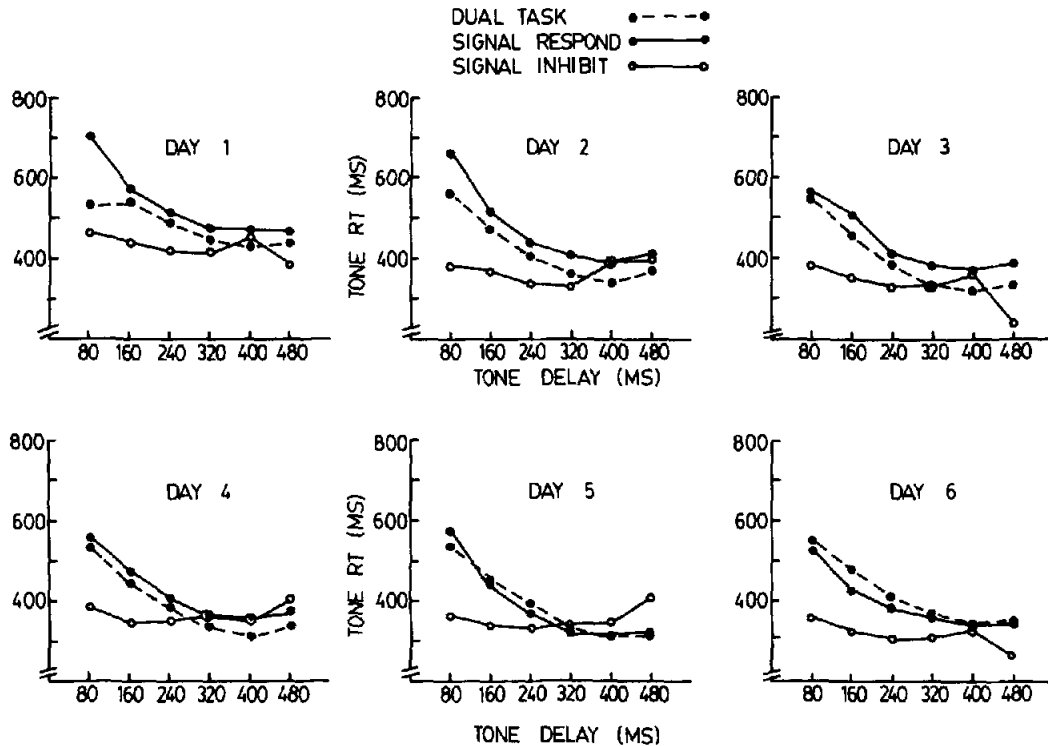 DUAL TASK
SIGNAL RESPOND
SIGNAL INHIBIT
800
600
400
TONE RT (MS)
DAY 1
80 160 240 320 400 480
800
600
400
DAY 2
80 160 240 320 400 480
TONE DELAY (MS)
800
600
400
DAY 3
80 160 240 320 400 480
800
600
400
TONE RT (MS)
DAY 4
80 160 240 320 400 480
800
600
400
DAY 5
80 160 240 320 400 480
TONE DELAY (MS)
800
600
400
DAY 6
80 160 240 320 400 480